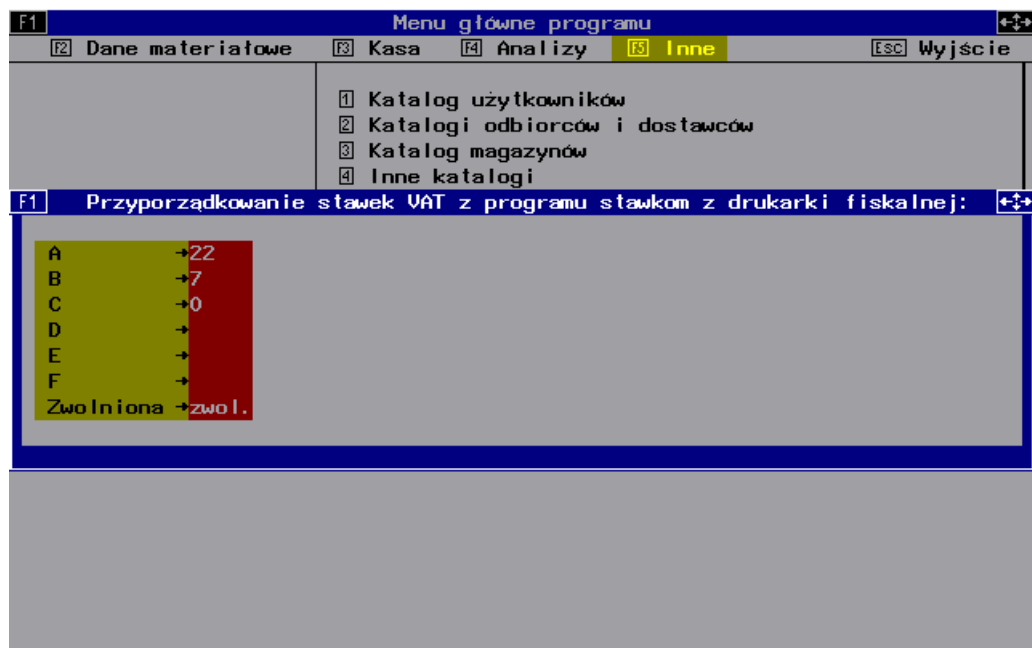 F1 Menu główne programu
F2 Dane materiałowe F3 Kasa F4 Analizy F5 Inne Esc Wyjście
1 Katalog użytkowników
2 Katalogi odbiorców i dostawców
3 Katalog magazynów
4 Inne katalogi
F1 Przyporządkowanie stawek VAT z programu stawkom z drukarki fiskalnej:
A →22
B →7
C →0
D →
E →
F →
Zwolniona →zwol.